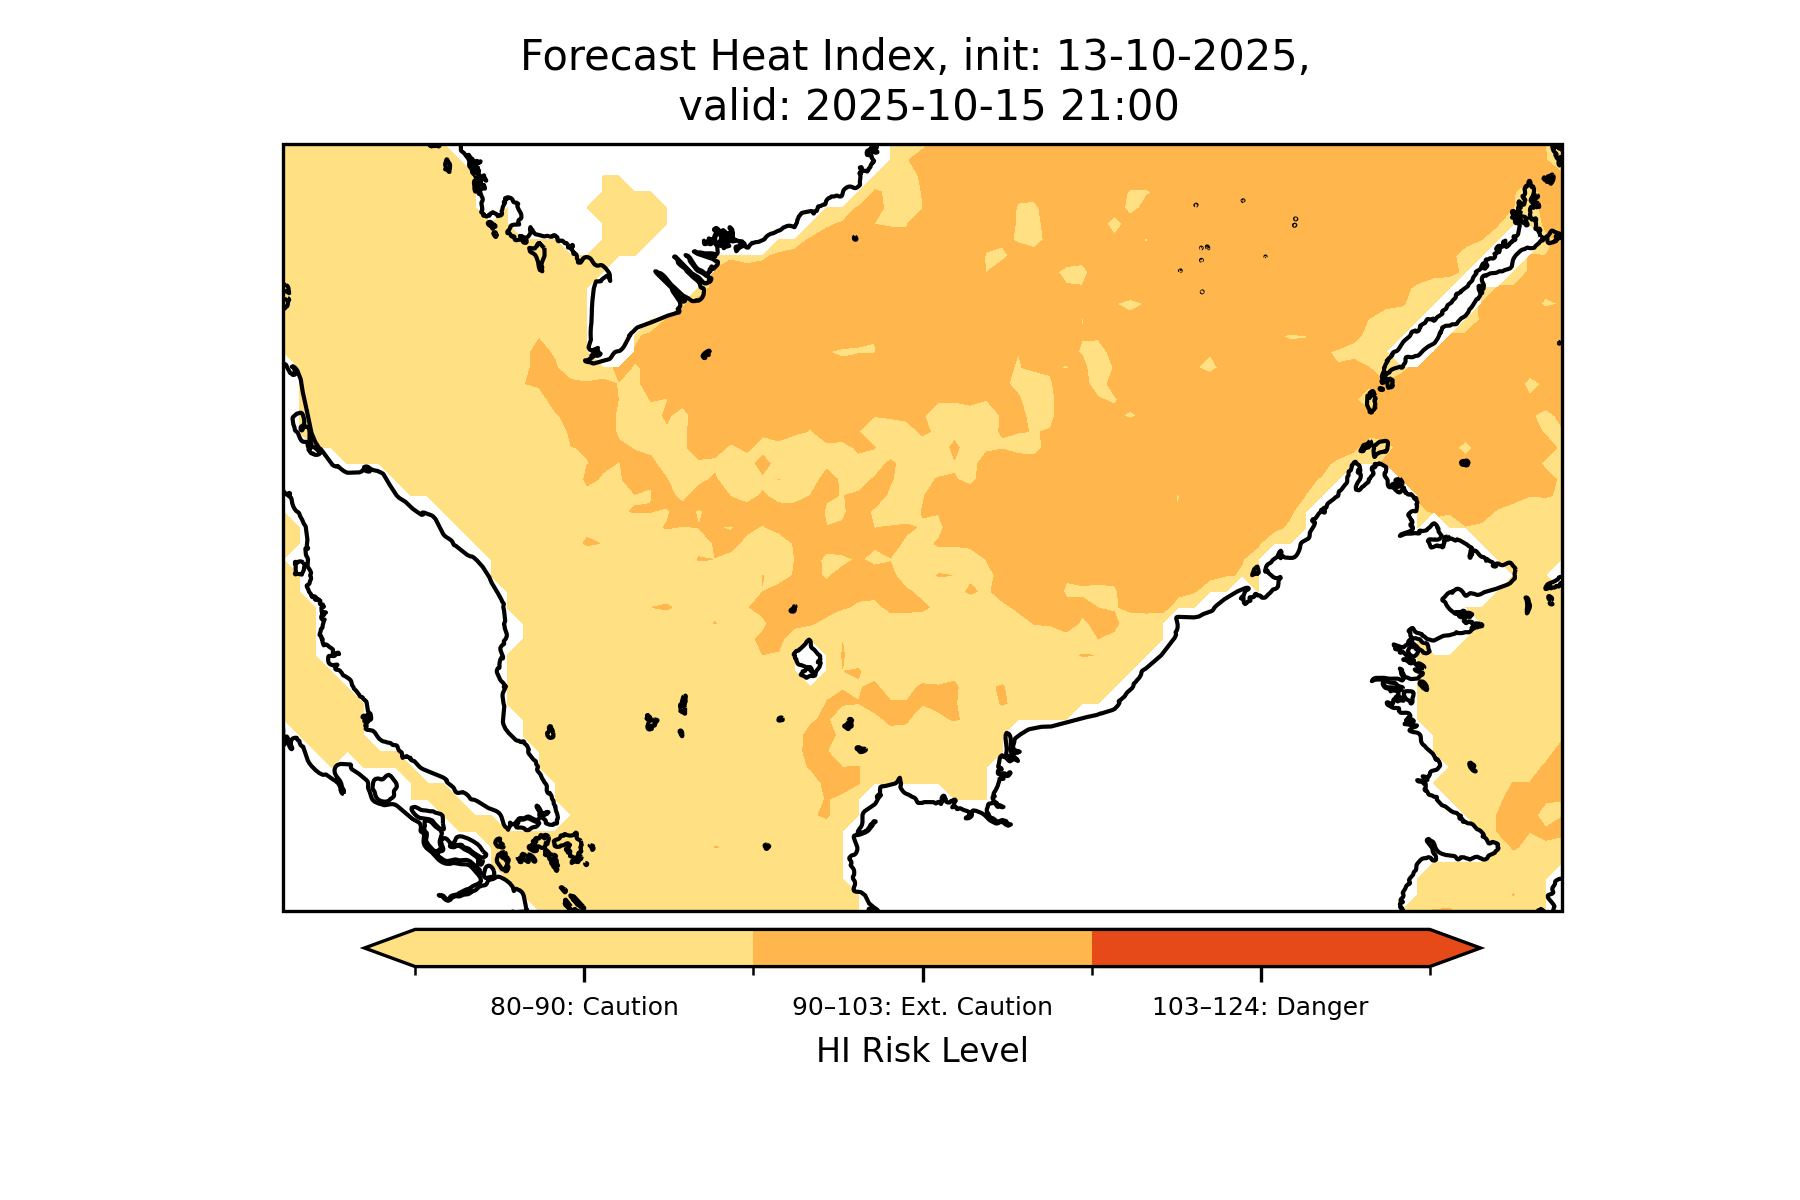 Forecast Heat Index, init: 13-10-2025,
valid: 2025-10-15 21:00
80–90: Caution
90–103: Ext. Caution
103–124: Danger
HI Risk Level